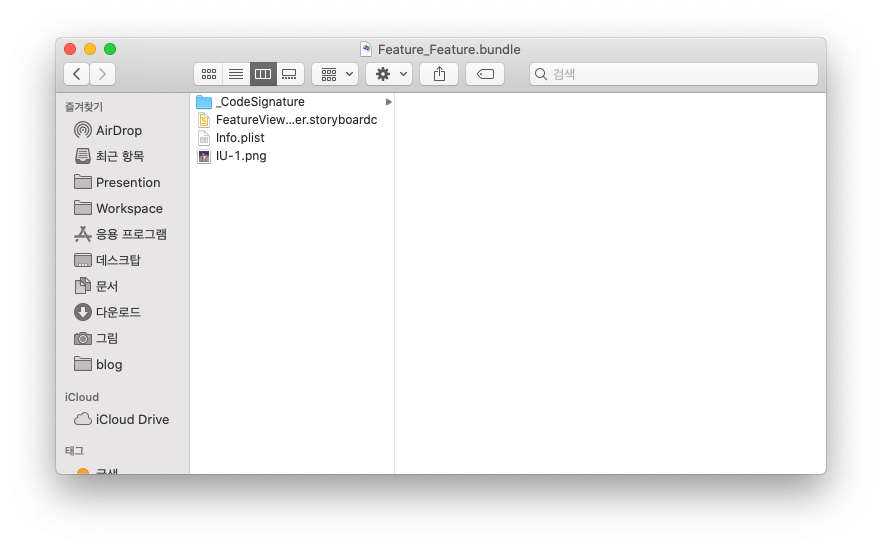 Feature_Feature.bundle
검색
즐겨찾기
AirDrop
최근 항목
Presention
Workspace
응용 프로그램
데스크탑
문서
다운로드
그림
blog
iCloud
iCloud Drive
태그
_CodeSignature
FeatureView...er.storyboardc
Info.plist
IU-1.png